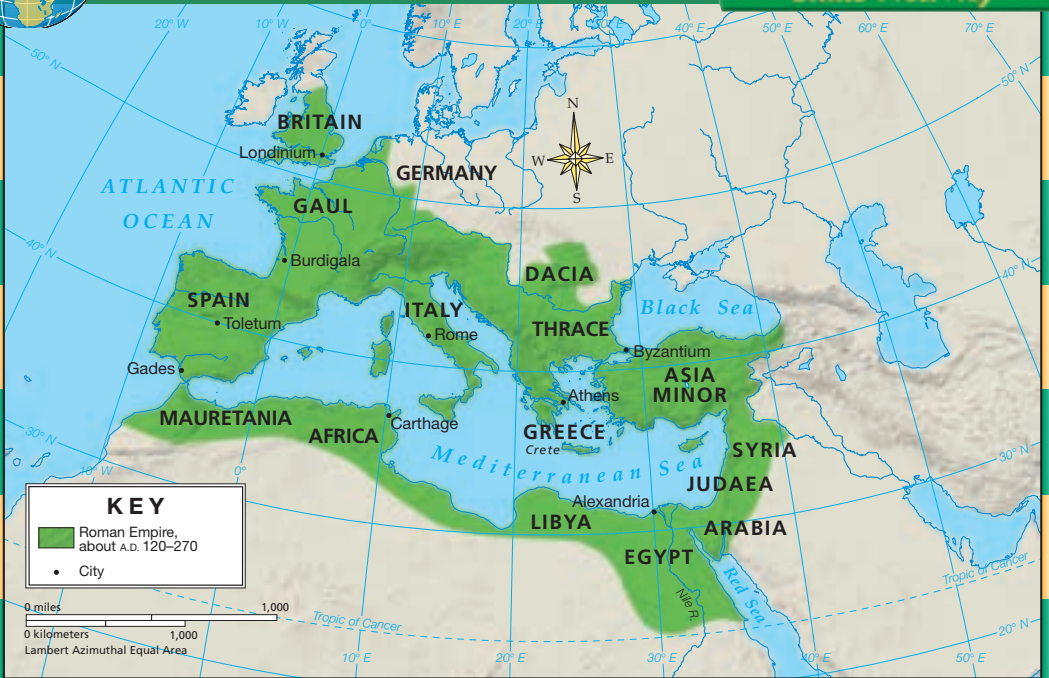 20° W
10° W
0°
10° E
20° E
30° E
40° E
50° E
60° E
70° E
50° N
50° N
40° N
40° N
30° N
30° N
20° N
10° W
0°
10° E
20° E
30° E
40° E
50° E
N
W
E
S
BRITAIN
Londinium
GERMANY
ATLANTIC
OCEAN
GAUL
Burdigala
DACIA
SPAIN
Toletum
ITALY
Rome
THRACE
Black Sea
Byzantium
Gades
ASIA
MINOR
Athens
MAURETANIA
AFRICA
Carthage
GREECE
Crete
Mediterranean Sea
SYRIA
JUDAEA
Alexandria
LIBYA
ARABIA
EGYPT
Nile R.
Red Sea
Tropic of Cancer
Tropic of Cancer
KEY
Roman Empire,
about A.D. 120–270
City
0 miles
1,000
0 kilometers
1,000
Lambert Azimuthal Equal Area